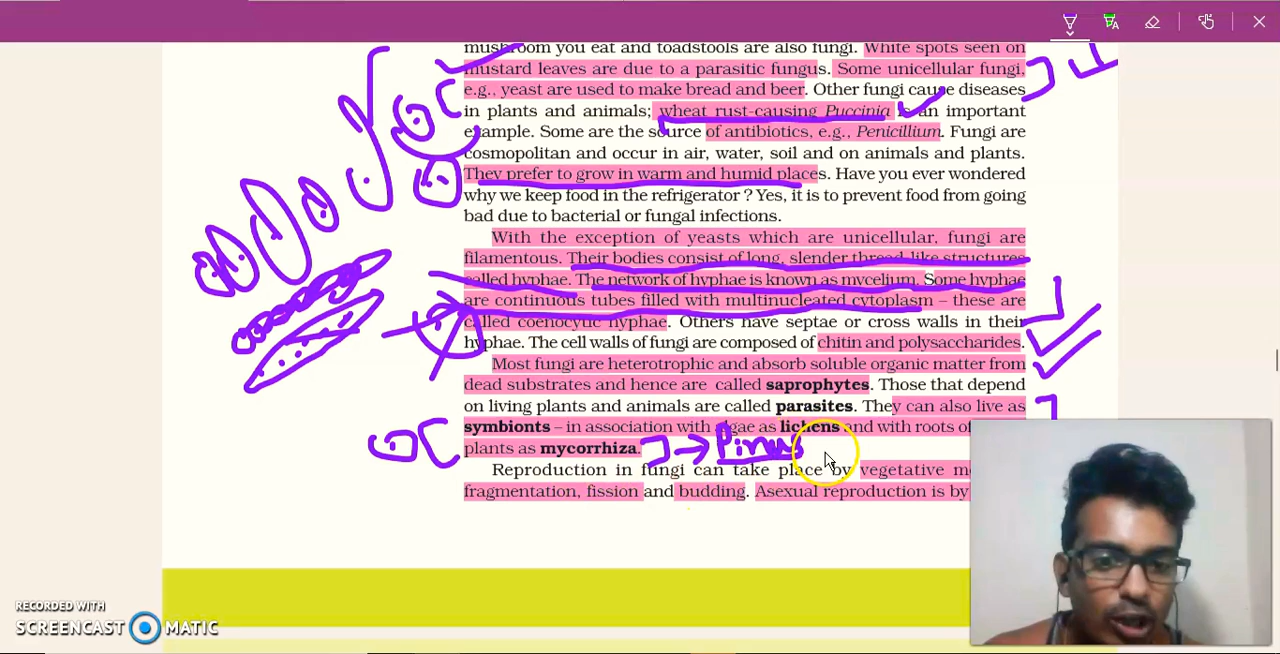 mushroom you eat and toadstools are also fungi. White spots seen on
mustard leaves are due to a parasitic fungus. Some unicellular fungi,
e.g., yeast are used to make bread and beer. Other fungi cause diseases
in plants and animals; wheat rust-causing Puccinia is an important
example. Some are the source of antibiotics, e.g., Penicillium. Fungi are
cosmopolitan and occur in air, water, soil and on animals and plants.
They prefer to grow in warm and humid places. Have you ever wondered
why we keep food in the refrigerator ? Yes, it is to prevent food from going
bad due to bacterial or fungal infections.
With the exception of yeasts which are unicellular, fungi are
filamentous. Their bodies consist of long, slender thread-like structures
called hyphae. The network of hyphae is known as mycelium. Some hyphae
are continuous tubes filled with multinucleated cytoplasm – these are
called coenocytic hyphae. Others have septae or cross walls in their
hyphae. The cell walls of fungi are composed of chitin and polysaccharides.
Most fungi are heterotrophic and absorb soluble organic matter from
dead substrates and hence are called saprophytes. Those that depend
on living plants and animals are called parasites. They can also live as
symbionts – in association with algae as lichens and with roots of
plants as mycorrhiza. Pinus
Reproduction in fungi can take place by vegetative
fragmentation, fission and budding. Asexual reproduction is by
RECORDED WITH
SCREENCAST MATIC